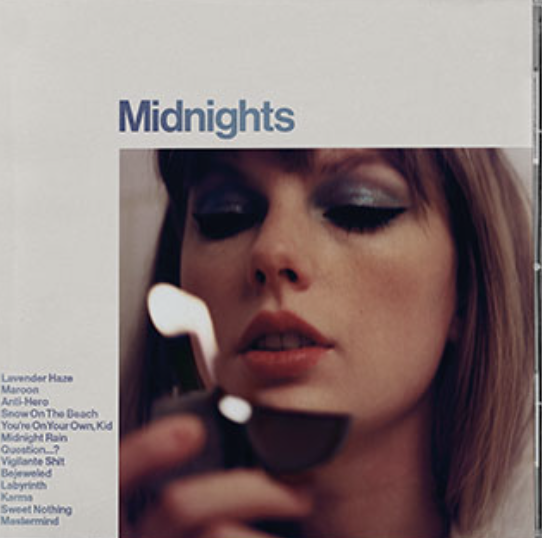 Midnights
Lavender Haze
Maroon
Anti-Hero
Snow On The Beach
You're On Your Own, Kid
Midnight Rain
Question...?
Vigilante Shit
Bejeweled
Labyrinth
Karma
Sweet Nothing
Mastermind